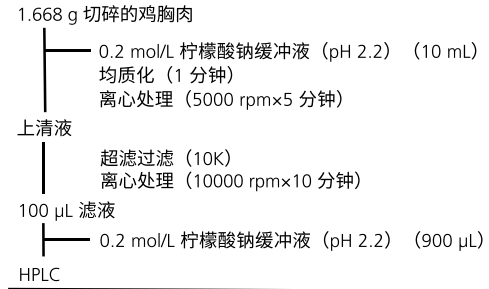 1.668 g 切碎的鸡胸肉
0.2 mol/L 柠檬酸钠缓冲液（pH 2.2）（10 mL）
均质化（1 分钟）
离心处理（5000 rpm×5 分钟）
上清液
超滤过滤（10K）
离心处理（10000 rpm×10 分钟）
100 µL 滤液
0.2 mol/L 柠檬酸钠缓冲液（pH 2.2）（900 µL）
HPLC